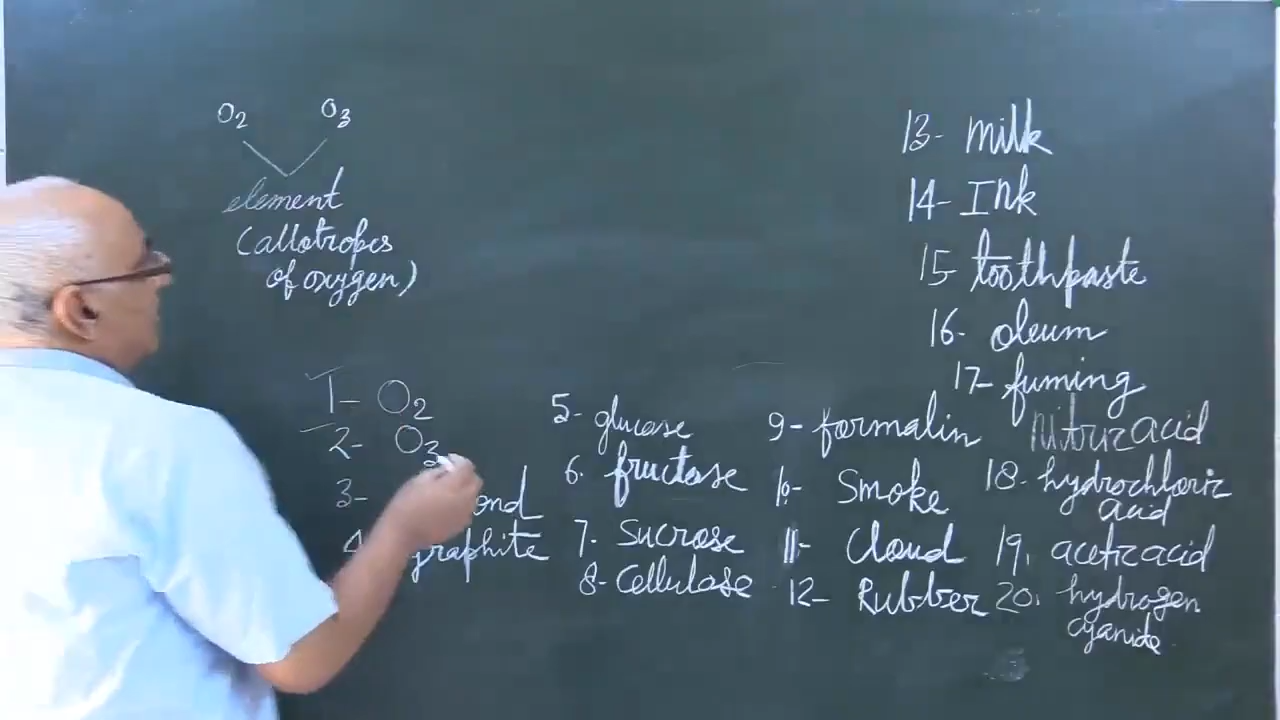 O₂ O₃
element
(allotropes
of oxygen)
1- O₂
2- O₃
3- ond
4 graphite
5- glucose
6. fructose
7- Sucrose
8- Cellulose
9- formalin
10- Smoke
11- Cloud
12- Rubber
13- milk
14- Ink
15- toothpaste
16- oleum
17- fuming
Nitric acid
18- hydrochloric
acid
19. acetic acid
20. hydrogen
cyanide